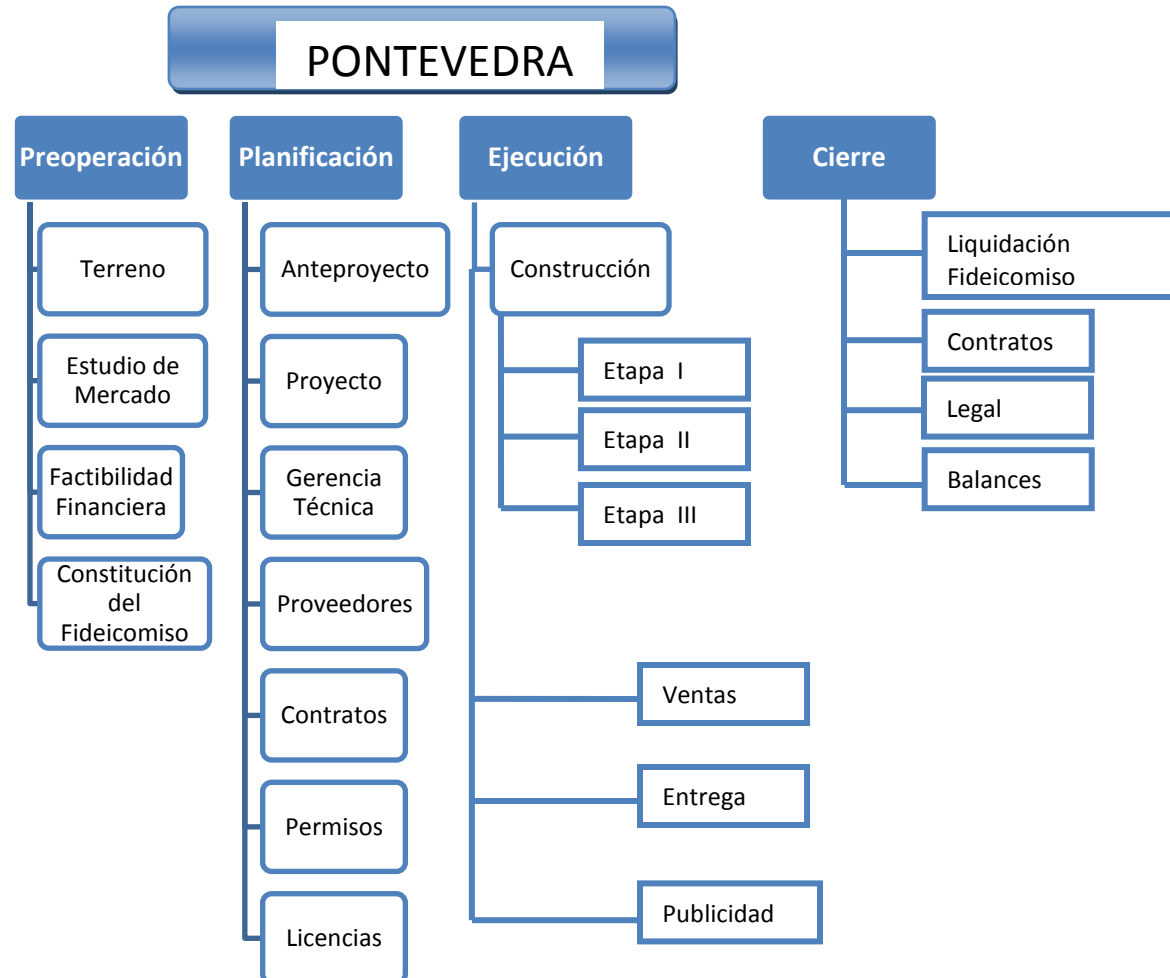 PONTEVEDRA
Preoperación
Terreno
Estudio de
Mercado
Factibilidad
Financiera
Constitución
del
Fideicomiso
Planificación
Anteproyecto
Proyecto
Gerencia
Técnica
Proveedores
Contratos
Permisos
Licencias
Ejecución
Construcción
Etapa I
Etapa II
Etapa III
Ventas
Entrega
Publicidad
Cierre
Liquidación
Fideicomiso
Contratos
Legal
Balances